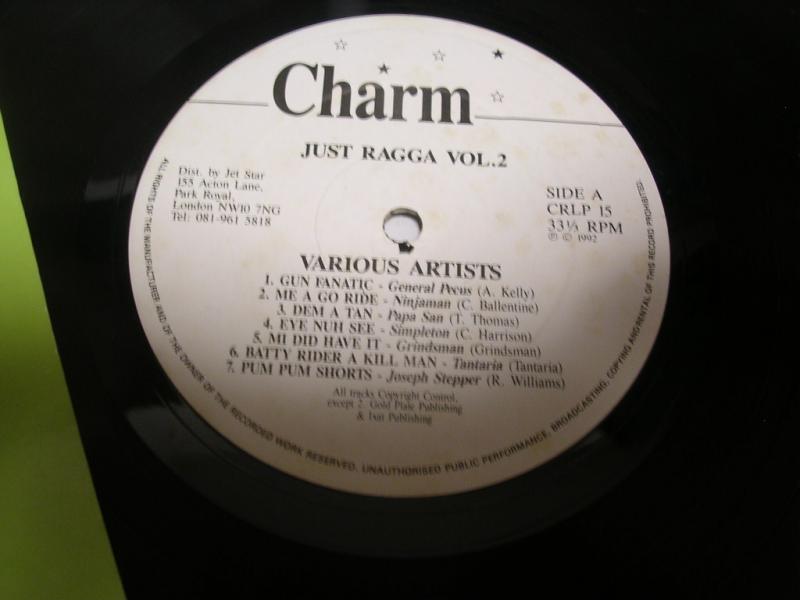 Charm
JUST RAGGA VOL.2
Dist. by Jet Star
155 Acton Lane,
Park Royal,
London NW10 7NG
Tel: 081-961 5818
SIDE A
CRLP 15
33⅓ RPM
℗ © 1992
VARIOUS ARTISTS
1. GUN FANATIC - General Pecus (A. Kelly)
2. ME A GO RIDE - Ninjaman (C. Ballentine)
3. DEM A TAN - Papa San (T. Thomas)
4. EYE NUH SEE - Simpleton (C. Harrison)
5. MI DID HAVE IT - Grindsman (Grindsman)
6. BATTY RIDER A KILL MAN - Tantaria (Tantaria)
7. PUM PUM SHORTS - Joseph Stepper (R. Williams)
All tracks Copyright Control,
except 2. Gold Plate Publishing
& Publishing
ALL RIGHTS OF THE MANUFACTURER AND OF THE OWNER OF THE RECORDED WORK RESERVED. UNAUTHORISED PUBLIC PERFORMANCE, BROADCASTING, COPYING AND RENTAL OF THIS RECORD PROHIBITED.